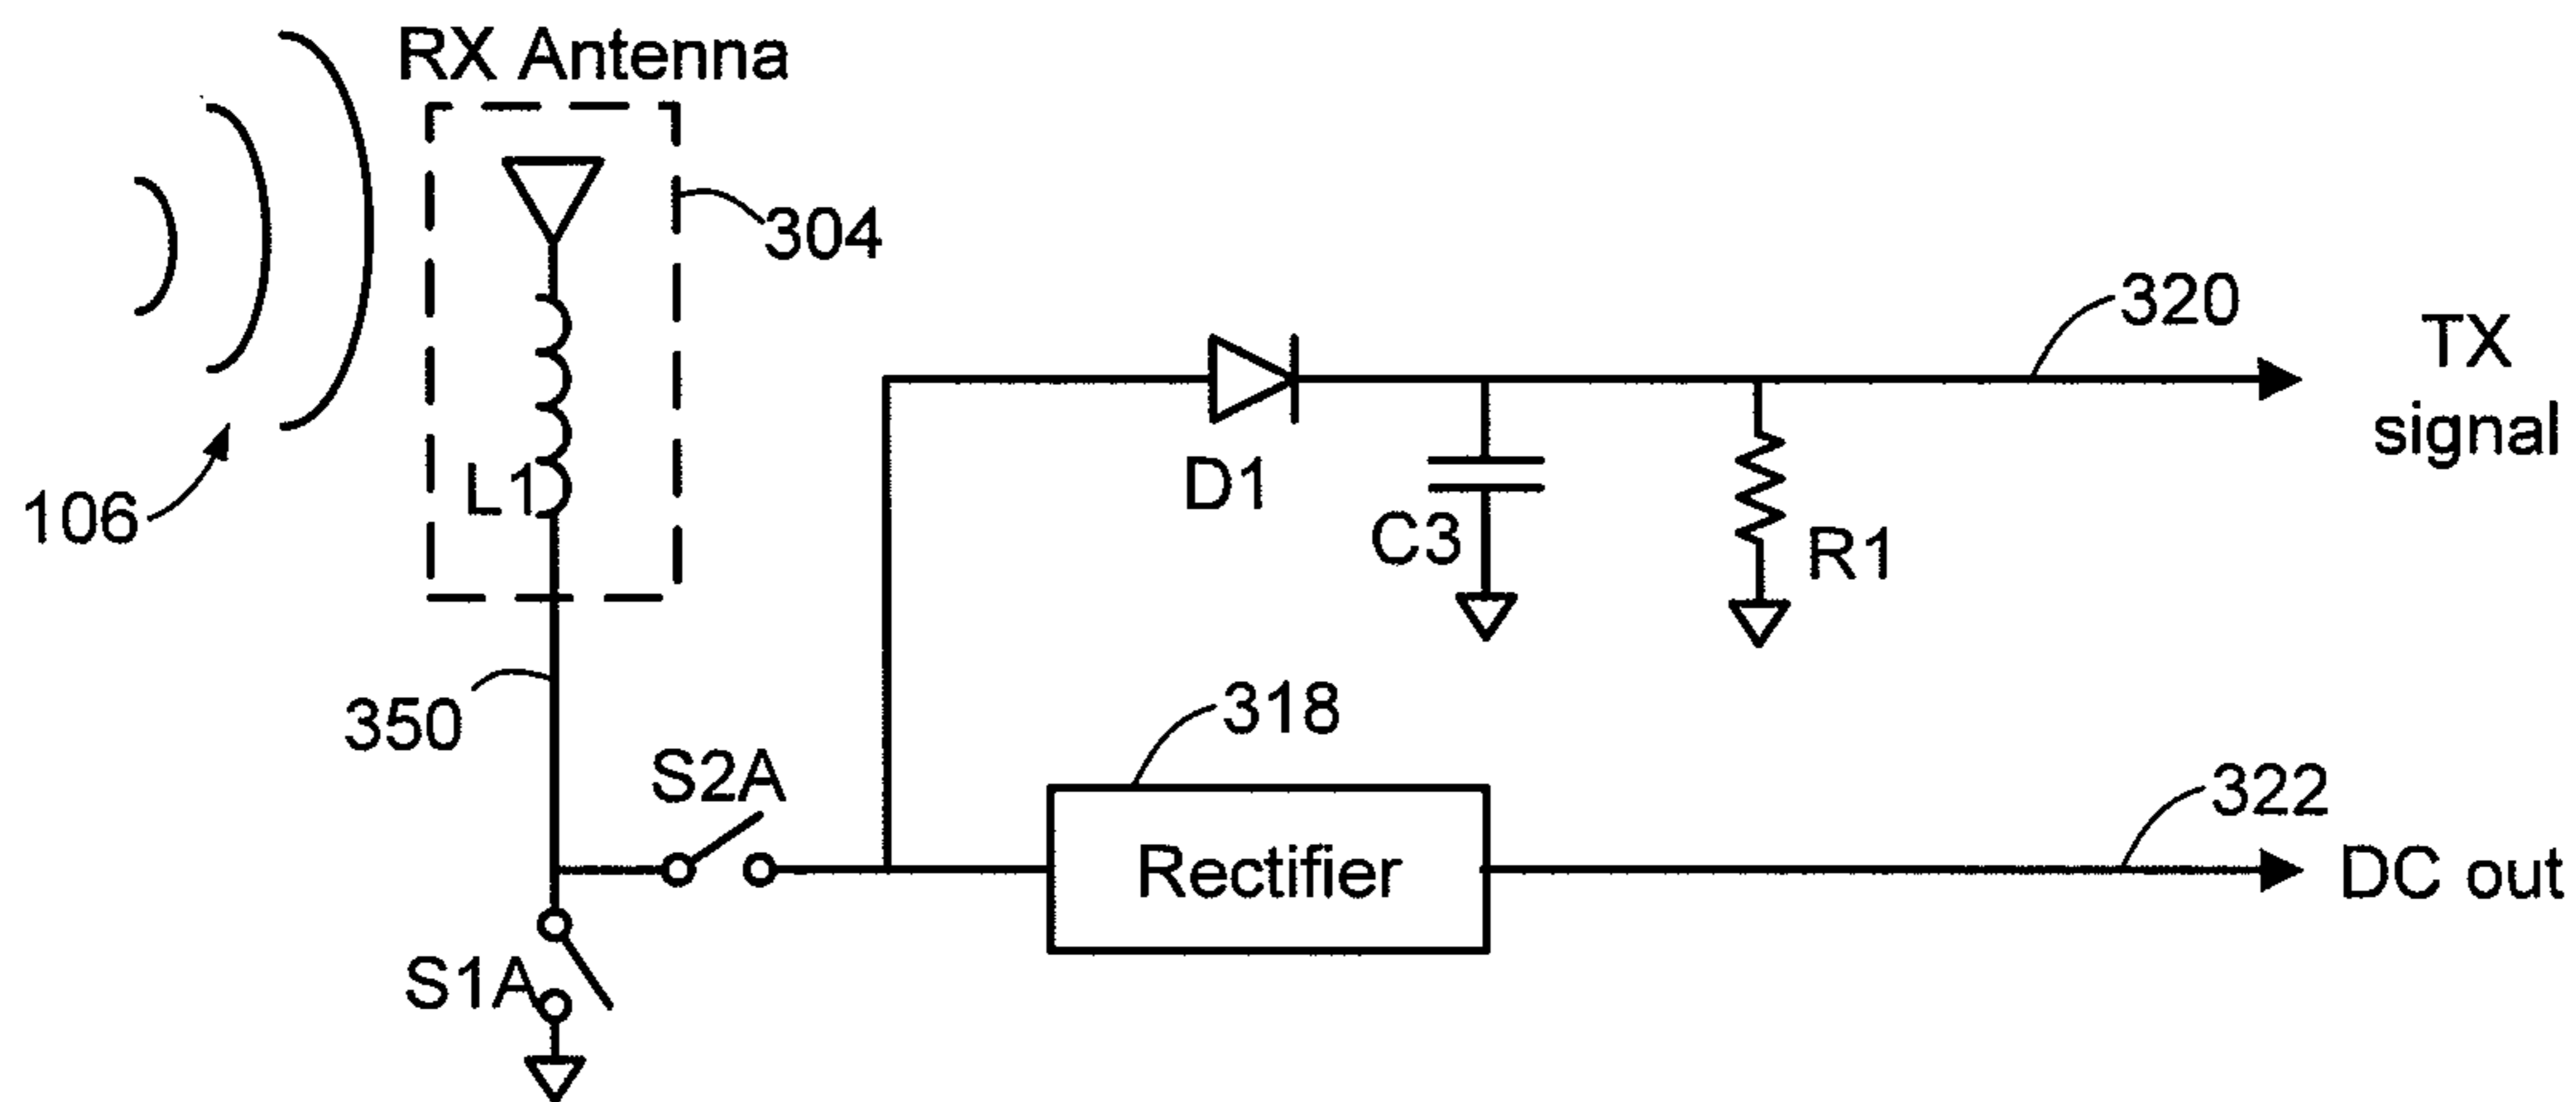 RX Antenna
304
320
TX
signal
L1
D1
106
C3
R1
350
318
S2A
322
Rectifier
DC out
S1A